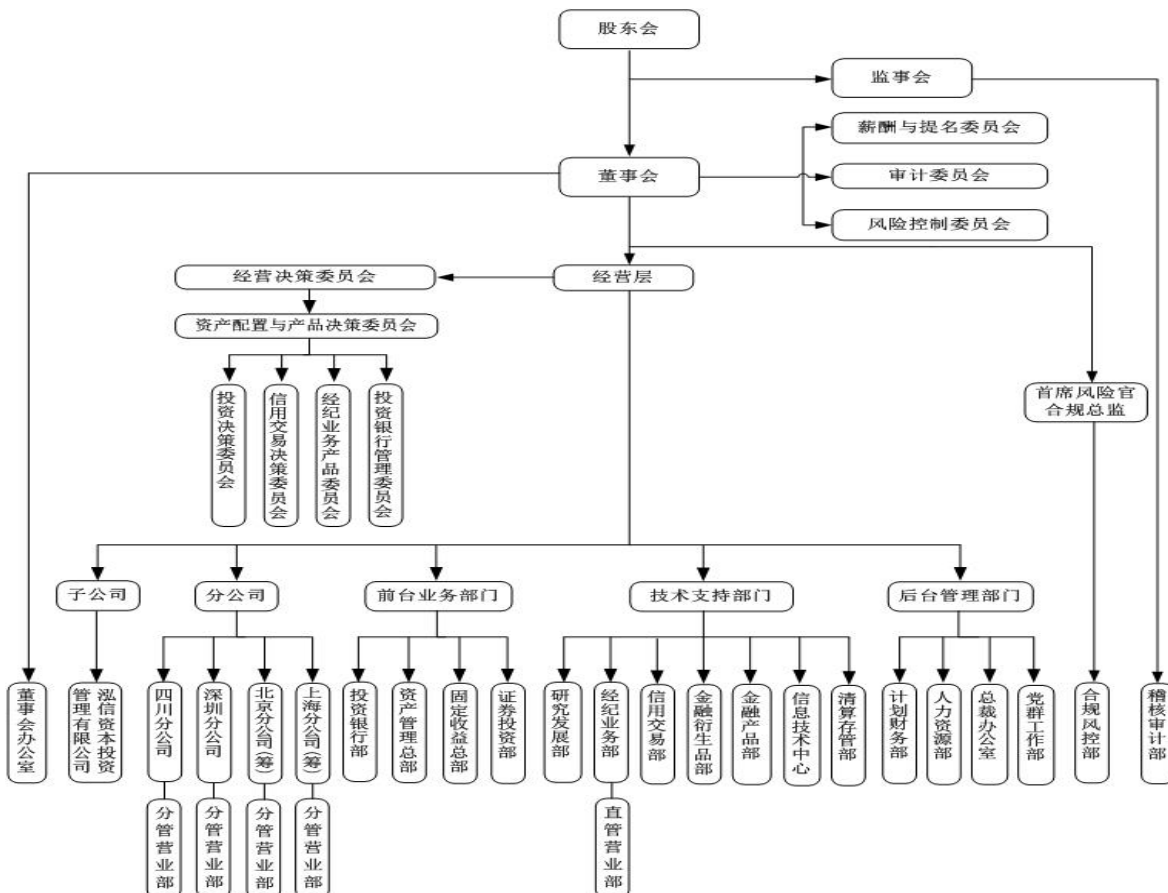 股东会
监事会
薪酬与提名委员会
董事会
审计委员会
风险控制委员会
经营决策委员会
经营层
资产配置与产品决策委员会
投资决策委员会
信用交易决策委员会
经纪业务产品委员会
投资银行管理委员会
首席风险官
合规总监
子公司
分公司
前台业务部门
技术支持部门
后台管理部门
董事会办公室
泓信资本投资
管理有限公司
四川分公司
深圳分公司
北京分公司(筹)
上海分公司(筹)
投资银行部
资产管理总部
固定收益总部
证券投资部
研究发展部
经纪业务部
信用交易部
金融衍生品部
金融产品部
信息技术中心
清算存管部
计划财务部
人力资源部
总裁办公室
党群工作部
合规风控部
稽核审计部
分管营业部
分管营业部
分管营业部
分管营业部
直管营业部